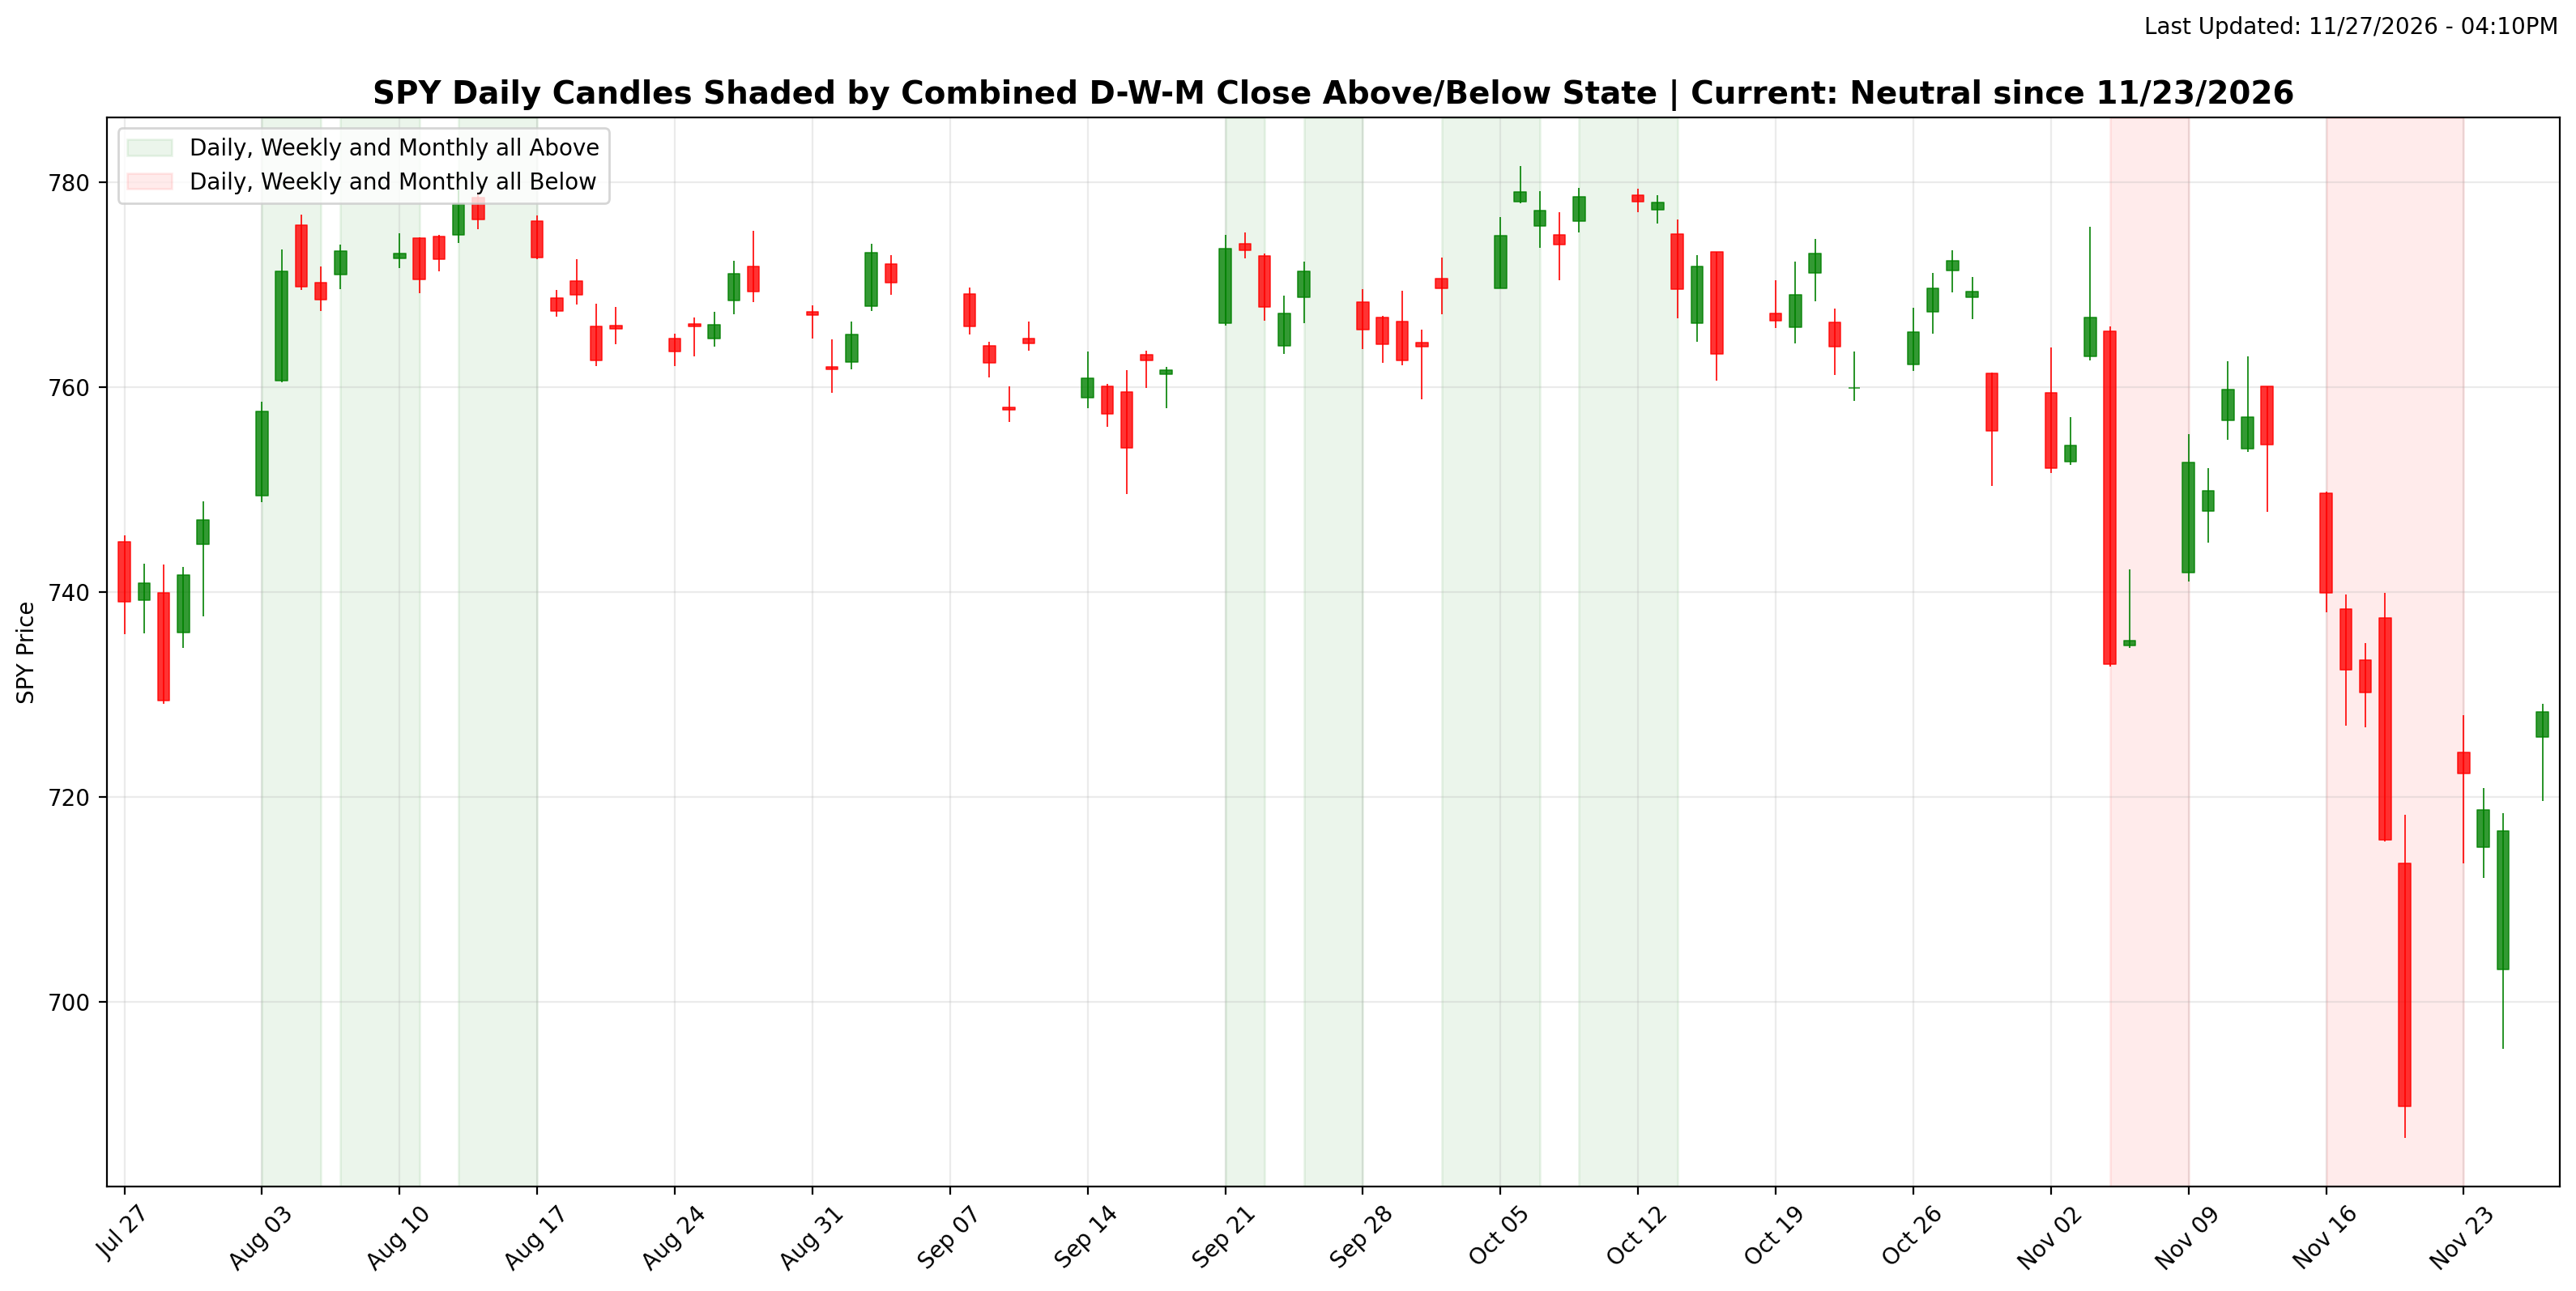 Last Updated: 11/27/2026 - 04:10PM
SPY Daily Candles Shaded by Combined D-W-M Close Above/Below State | Current: Neutral since 11/23/2026
Daily, Weekly and Monthly all Above
Daily, Weekly and Monthly all Below
SPY Price
780
760
740
720
700
Jul 27
Aug 03
Aug 10
Aug 17
Aug 24
Aug 31
Sep 07
Sep 14
Sep 21
Sep 28
Oct 05
Oct 12
Oct 19
Oct 26
Nov 02
Nov 09
Nov 16
Nov 23